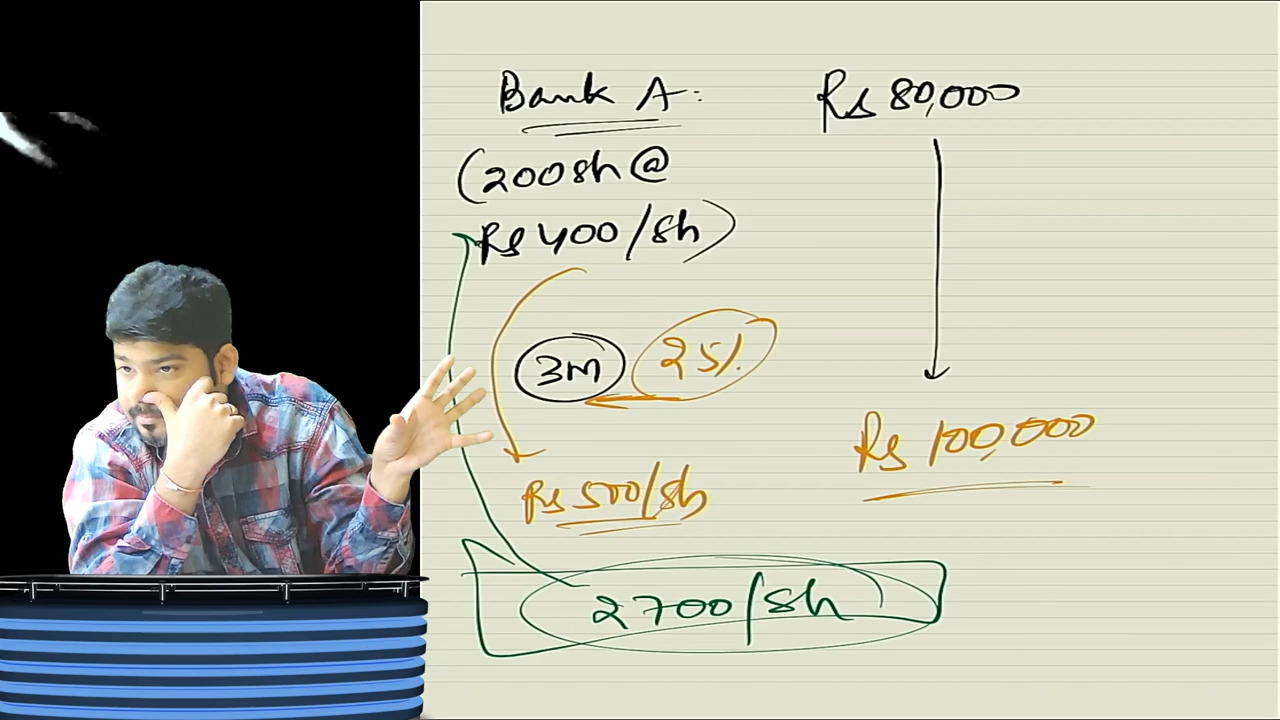 Bank A:
Rs 80,000
(200sh @
Rs 400/sh)
3m
25%
Rs 100,000
Rs 500/sh
2700/sh